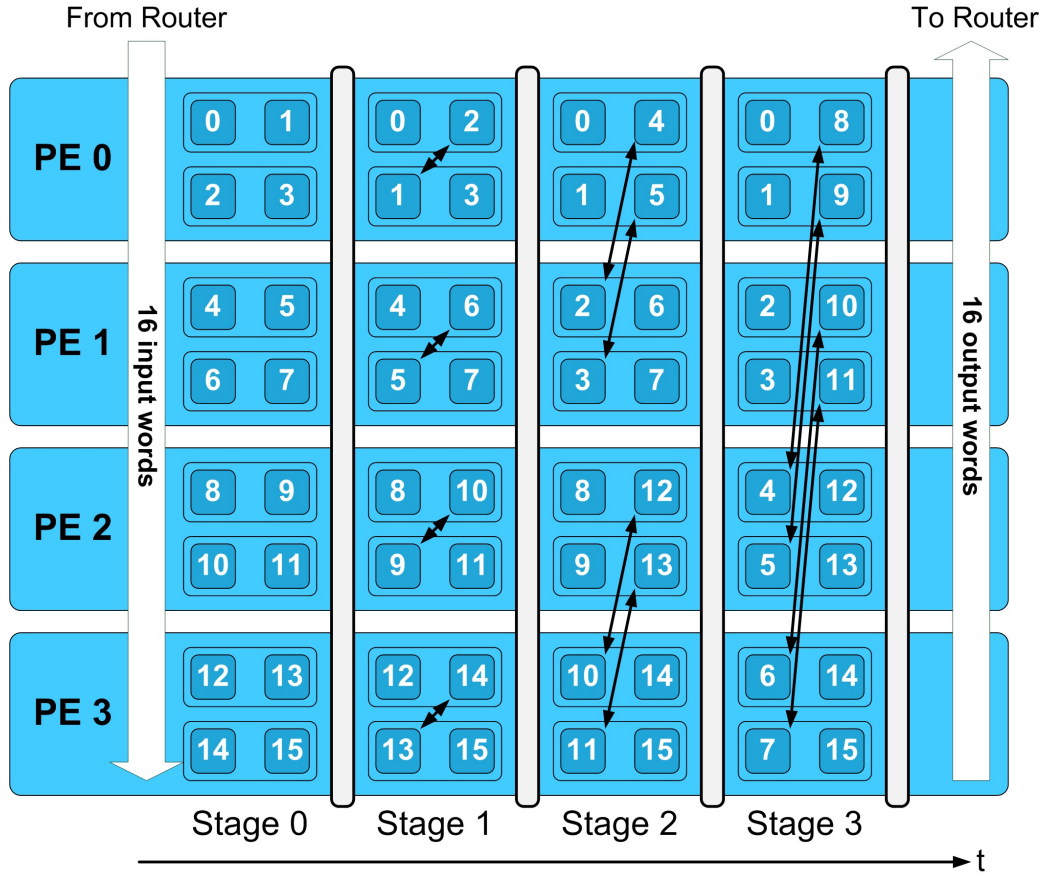 From Router
To Router
PE 0
0 1
2 3
0 2
1 3
0 4
1 5
0 8
1 9
PE 1
4 5
6 7
4 6
5 7
2 6
3 7
2 10
3 11
16 input words
16 output words
PE 2
8 9
10 11
8 10
9 11
8 12
9 13
4 12
5 13
PE 3
12 13
14 15
12 14
13 15
10 14
11 15
6 14
7 15
Stage 0
Stage 1
Stage 2
Stage 3
t